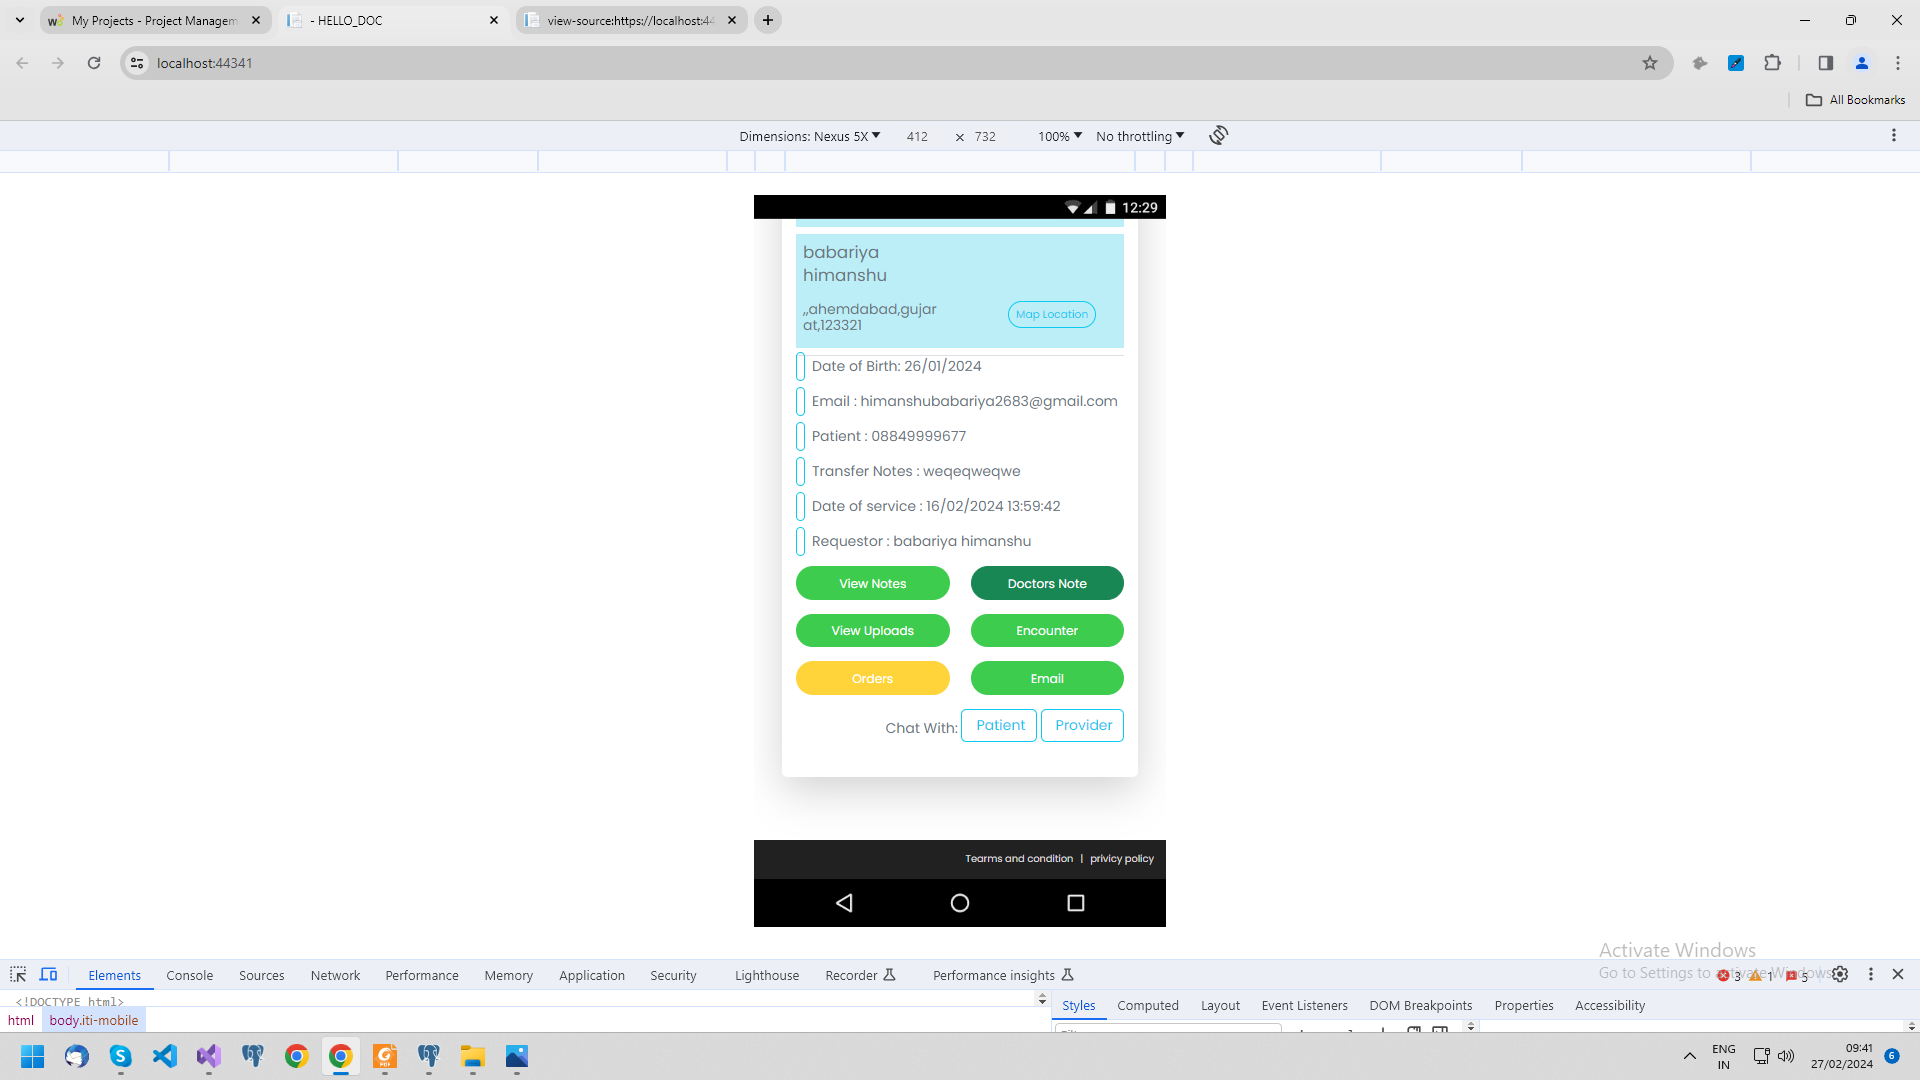 My Projects - Project Managem
- HELLO_DOC
view-source:https://localhost:44
localhost:44341
All Bookmarks
Dimensions: Nexus 5X 412 × 732 100% No throttling
12:29
babariya
himanshu
,,ahemdabad,gujar
at,123321
Map Location
Date of Birth: 26/01/2024
Email : himanshubabariya2683@gmail.com
Patient : 08849999677
Transfer Notes : weqeqweqwe
Date of service : 16/02/2024 13:59:42
Requestor : babariya himanshu
View Notes
Doctors Note
View Uploads
Encounter
Orders
Email
Chat With: Patient Provider
Tearms and condition | privicy policy
Activate Windows
Go to Settings to activate Windows.
Elements Console Sources Network Performance Memory Application Security Lighthouse Recorder Performance insights
3 1 5
<!DOCTYPE html>
html body.iti-mobile
Styles Computed Layout Event Listeners DOM Breakpoints Properties Accessibility
ENG
IN
09:41
27/02/2024
6